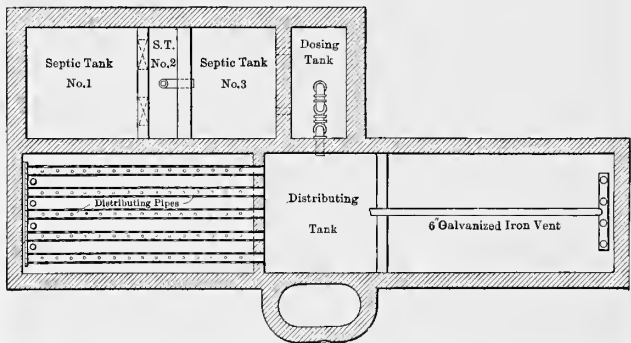 Septic Tank
No.1
S.T.
No.2
Septic Tank
No.3
Dosing
Tank
Distributing Pipes
Distributing
Tank
6" Galvanized Iron Vent